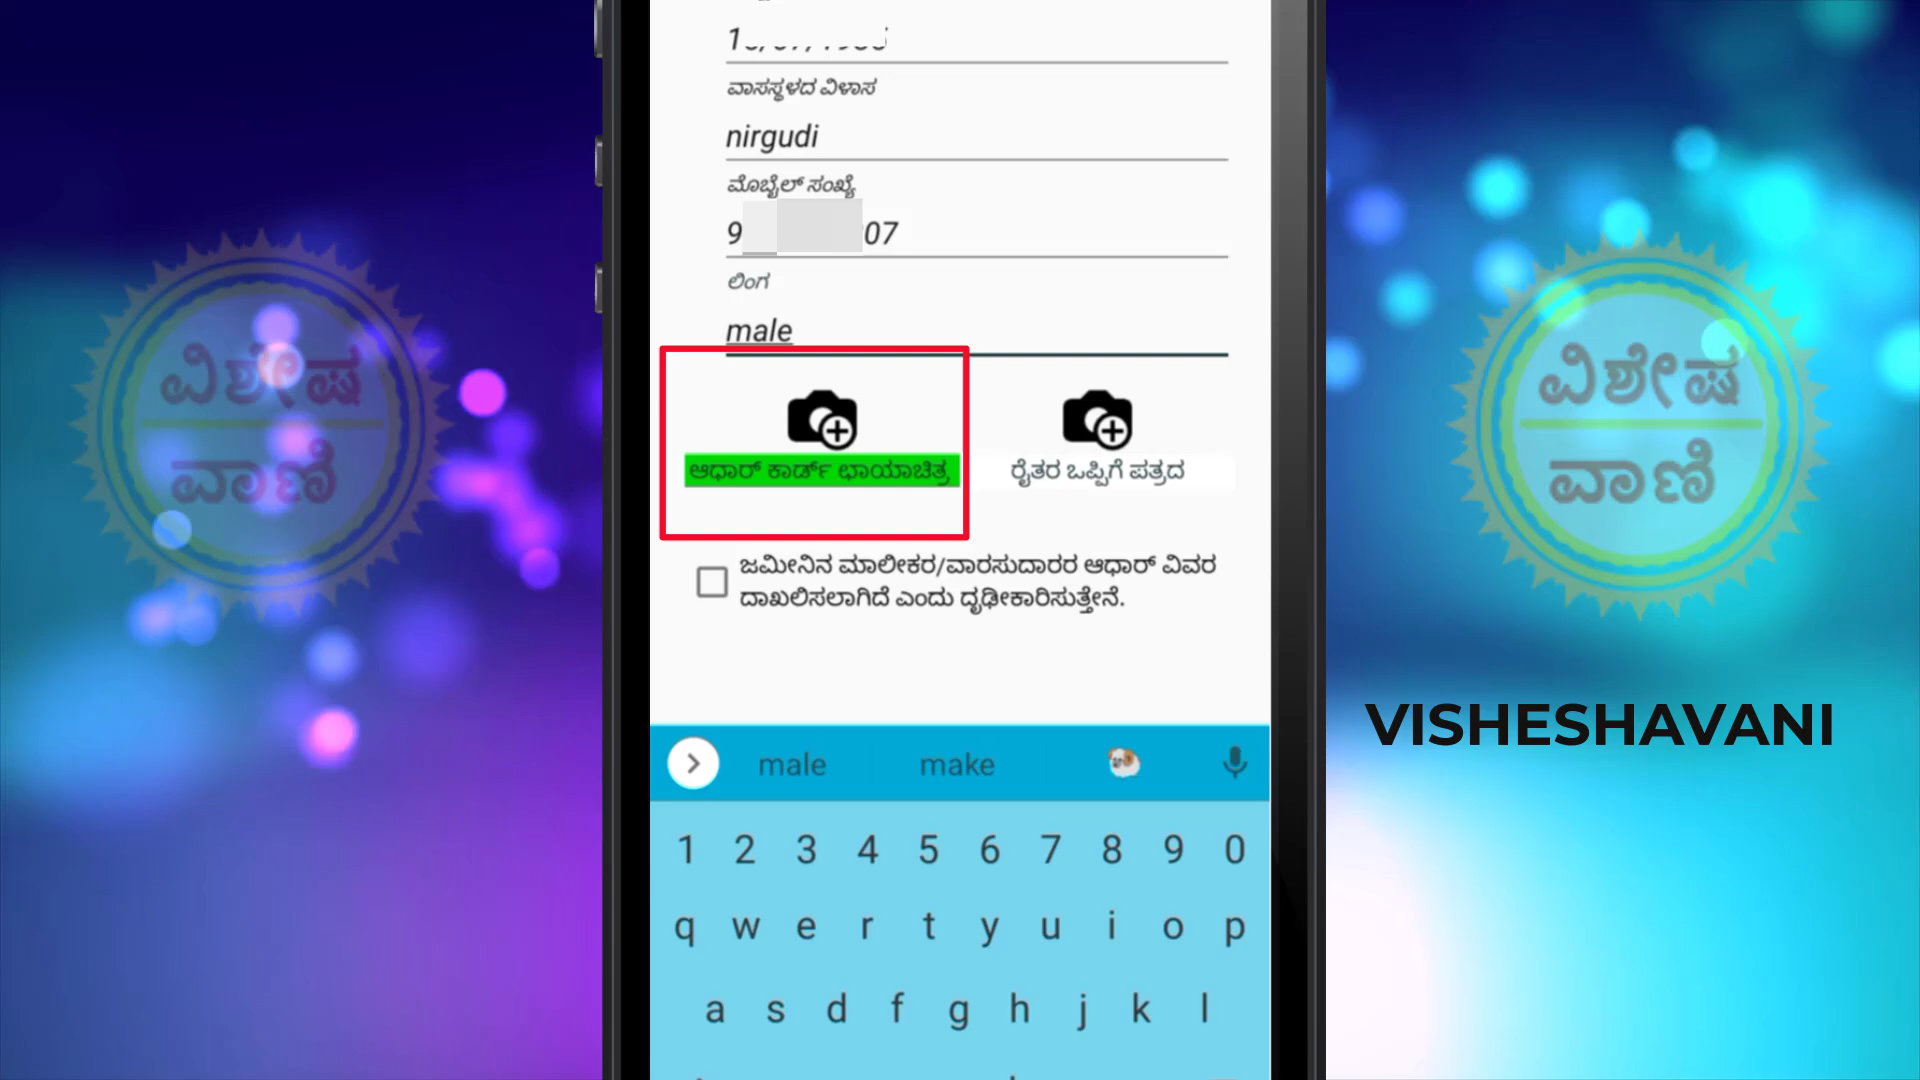 ವಾಸಸ್ಥಳದ ವಿಳಾಸ
nirgudi
ಮೊಬೈಲ್ ಸಂಖ್ಯೆ
9 07
ಲಿಂಗ
male
ಆಧಾರ್ ಕಾರ್ಡ್ ಛಾಯಾಚಿತ್ರ
ರೈತರ ಒಪ್ಪಿಗೆ ಪತ್ರದ
ಜಮೀನಿನ ಮಾಲೀಕರ/ವಾರಸುದಾರರ ಆಧಾರ್ ವಿವರ
ದಾಖಲಿಸಲಾಗಿದೆ ಎಂದು ದೃಢೀಕಾರಿಸುತ್ತೇನೆ.
male make
1 2 3 4 5 6 7 8 9 0
q w e r t y u i o p
a s d f g h j k l
ವಿಶೇಷ
ವಾಣಿ
ವಿಶೇಷ
ವಾಣಿ
VISHESHAVANI